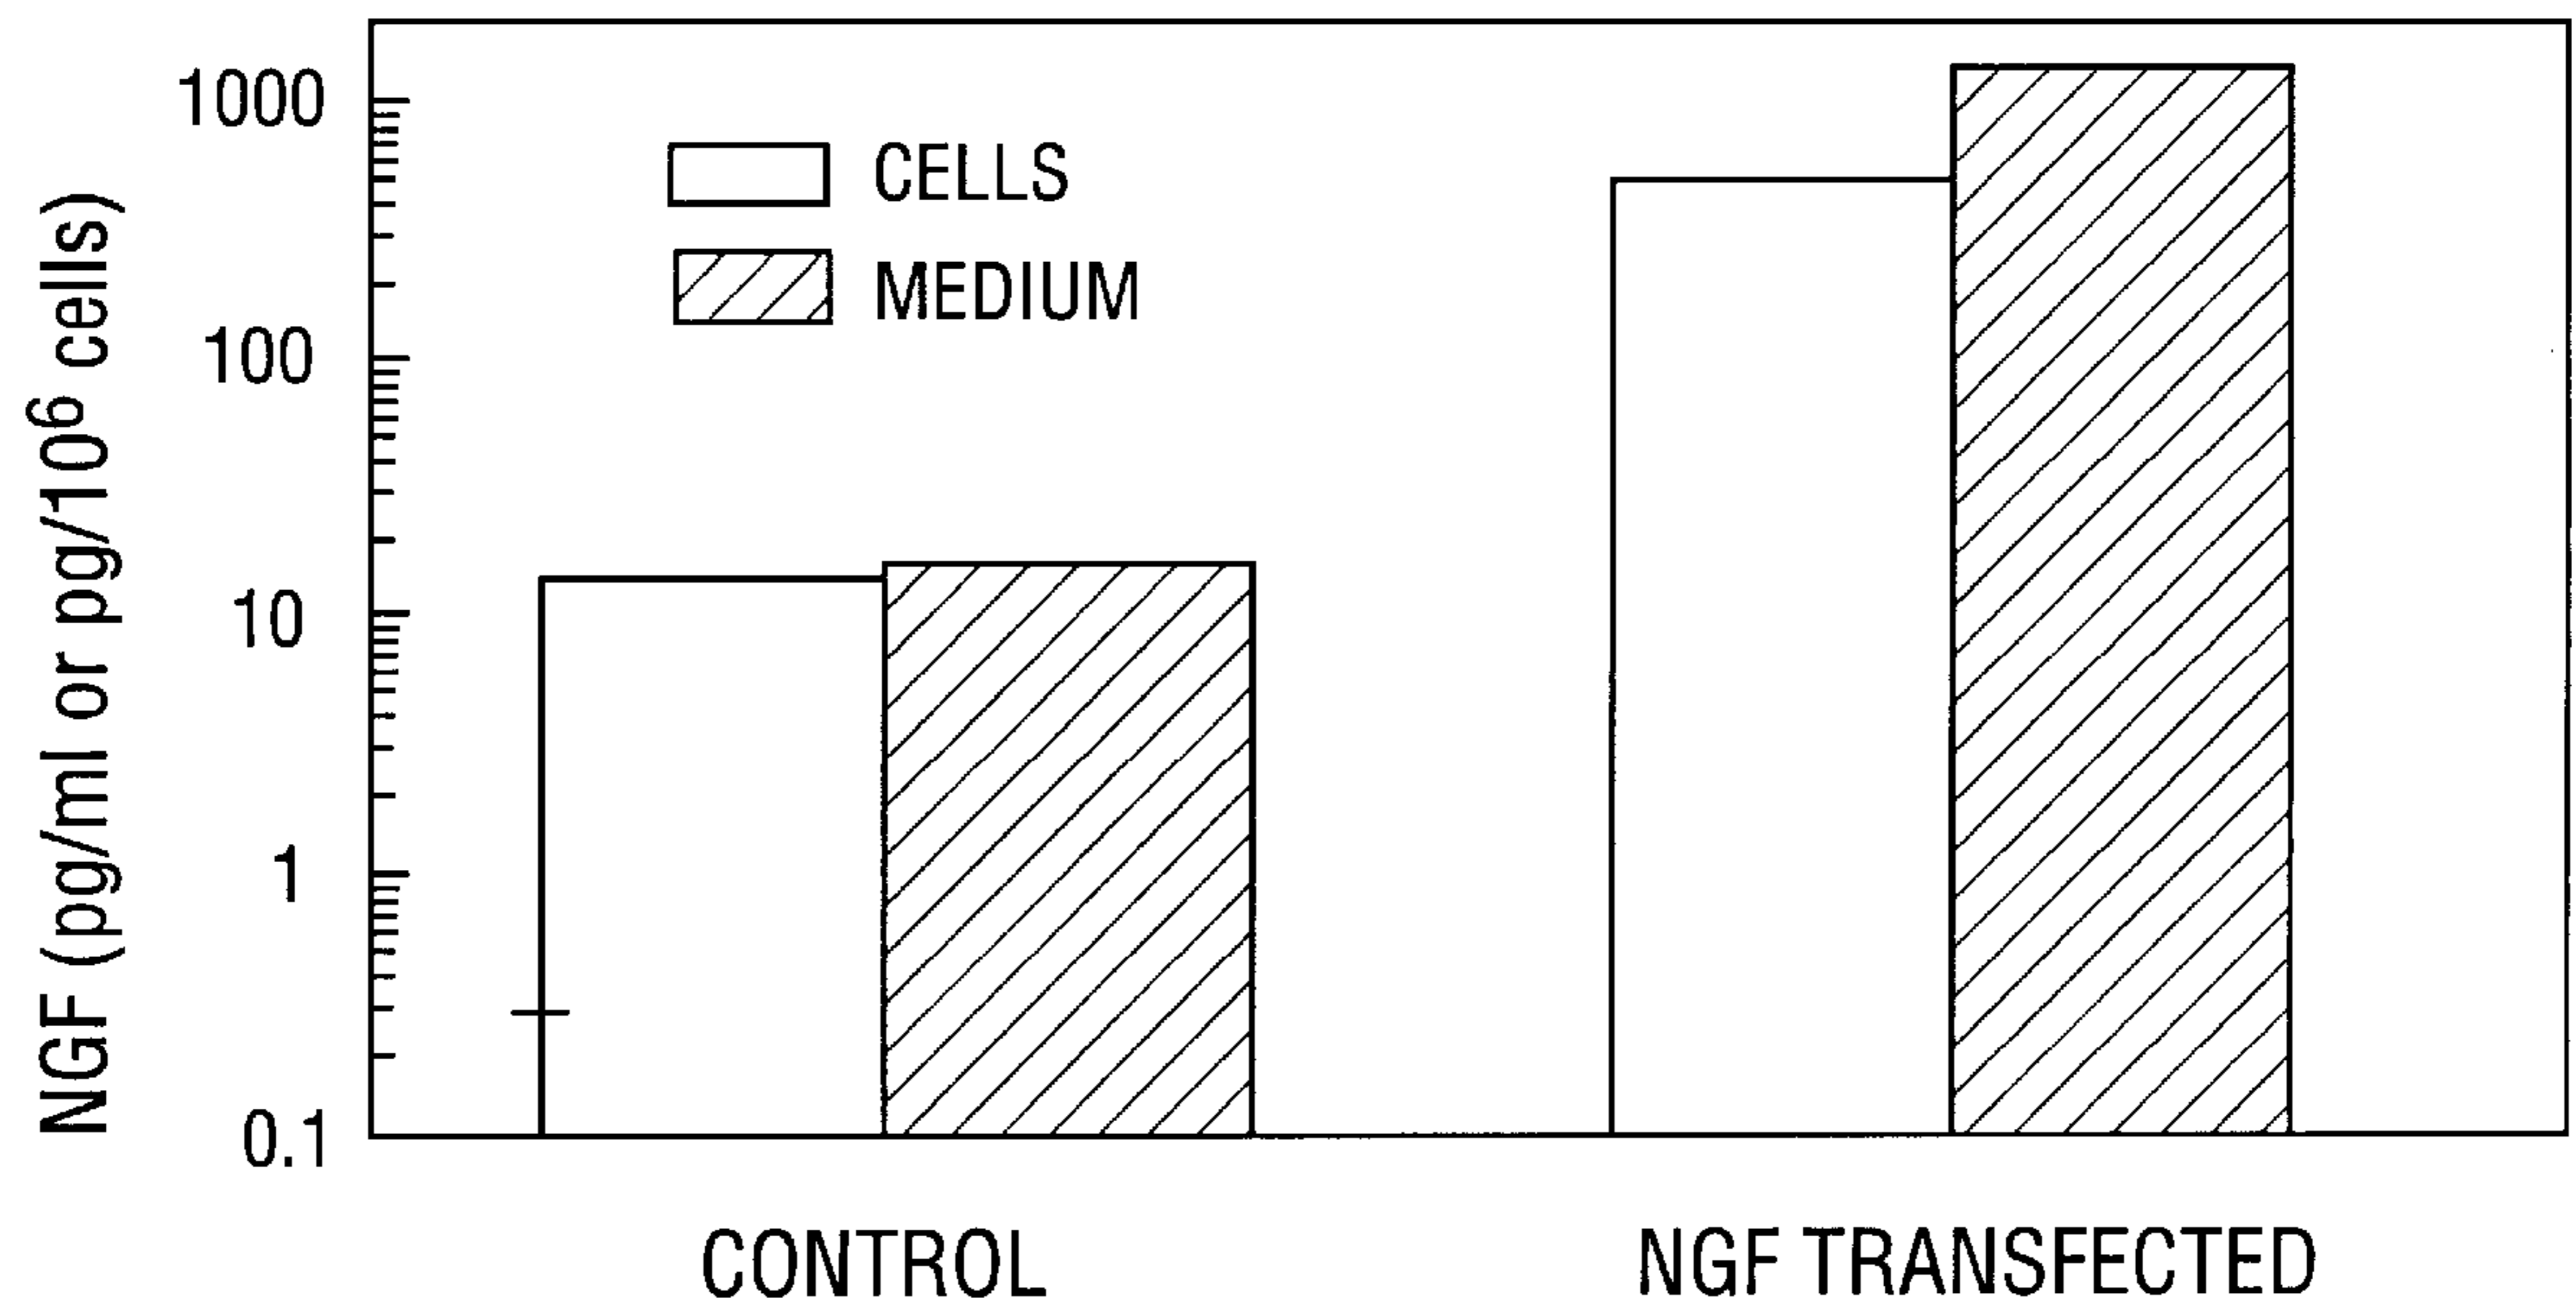 NGF (pg/ml or pg/10⁶ cells)
1000
100
10
1
0.1
CELLS
MEDIUM
CONTROL
NGF TRANSFECTED